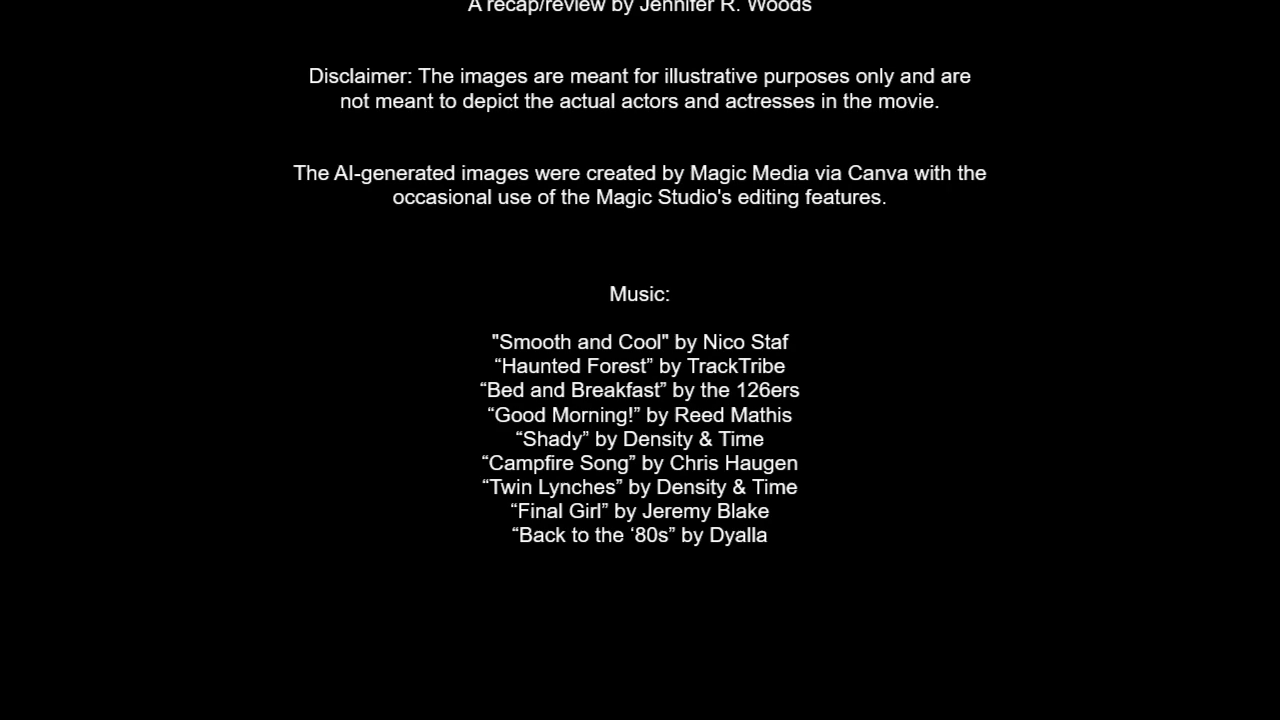 A recap/review by Jennifer R. Woods
Disclaimer: The images are meant for illustrative purposes only and are
not meant to depict the actual actors and actresses in the movie.
The AI-generated images were created by Magic Media via Canva with the
occasional use of the Magic Studio's editing features.
Music:
"Smooth and Cool" by Nico Staf
“Haunted Forest” by TrackTribe
“Bed and Breakfast” by the 126ers
“Good Morning!” by Reed Mathis
“Shady” by Density & Time
“Campfire Song” by Chris Haugen
“Twin Lynches” by Density & Time
“Final Girl” by Jeremy Blake
“Back to the ‘80s” by Dyalla